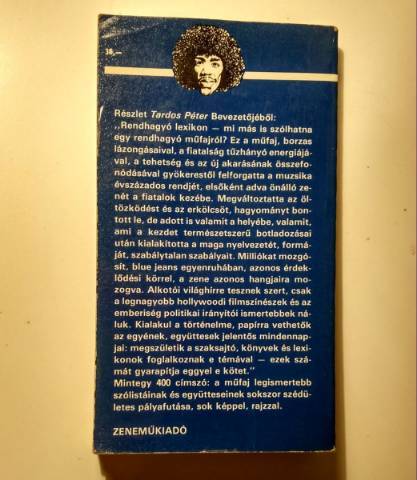 38,—
Részlet Tardos Péter Bevezetőjéből:
„Rendhagyó lexikon — mi más is szólhatna
egy rendhagyó műfajról? Ez a műfaj, borzas
lázongásaival, a fiatalság tűzhányó energiájá-
val, a tehetség és az új akarásának összefo-
nódásával gyökerestől felforgatta a muzsika
évszázados rendjét, elsőként adva önálló ze-
nét a fiatalok kezébe. Megváltoztatta az öl-
tözködést és az erkölcsöt, hagyományt bon-
tott le, de adott is valamit a helyébe, valamit,
ami a kezdet természetszerű botladozásai
után kialakította a maga nyelvezetét, formá-
ját, szabálytalan szabályait. Milliókat mozgó-
sít, blue jeans egyenruhában, azonos érdek-
lődési körrel, a zene azonos hangjaira mo-
zogva. Alkotói világhírre tesznek szert, csak
a legnagyobb hollywoodi filmszínészek és az
emberiség politikai irányítói ismertebbek ná-
luk. Kialakul a történelme, papírra vethetők
az egyének, együttesek jelentős mindennap-
jai: megszületik a szaksajtó, könyvek és lexi-
konok foglalkoznak e témával — ezek szá-
mát gyarapítja eggyel e kötet.”
Mintegy 400 címszó: a műfaj legismertebb
szólistáinak és együtteseinek sokszor szédü-
letes pályafutása, sok képpel, rajzzal.
ZENEMŰKIADÓ